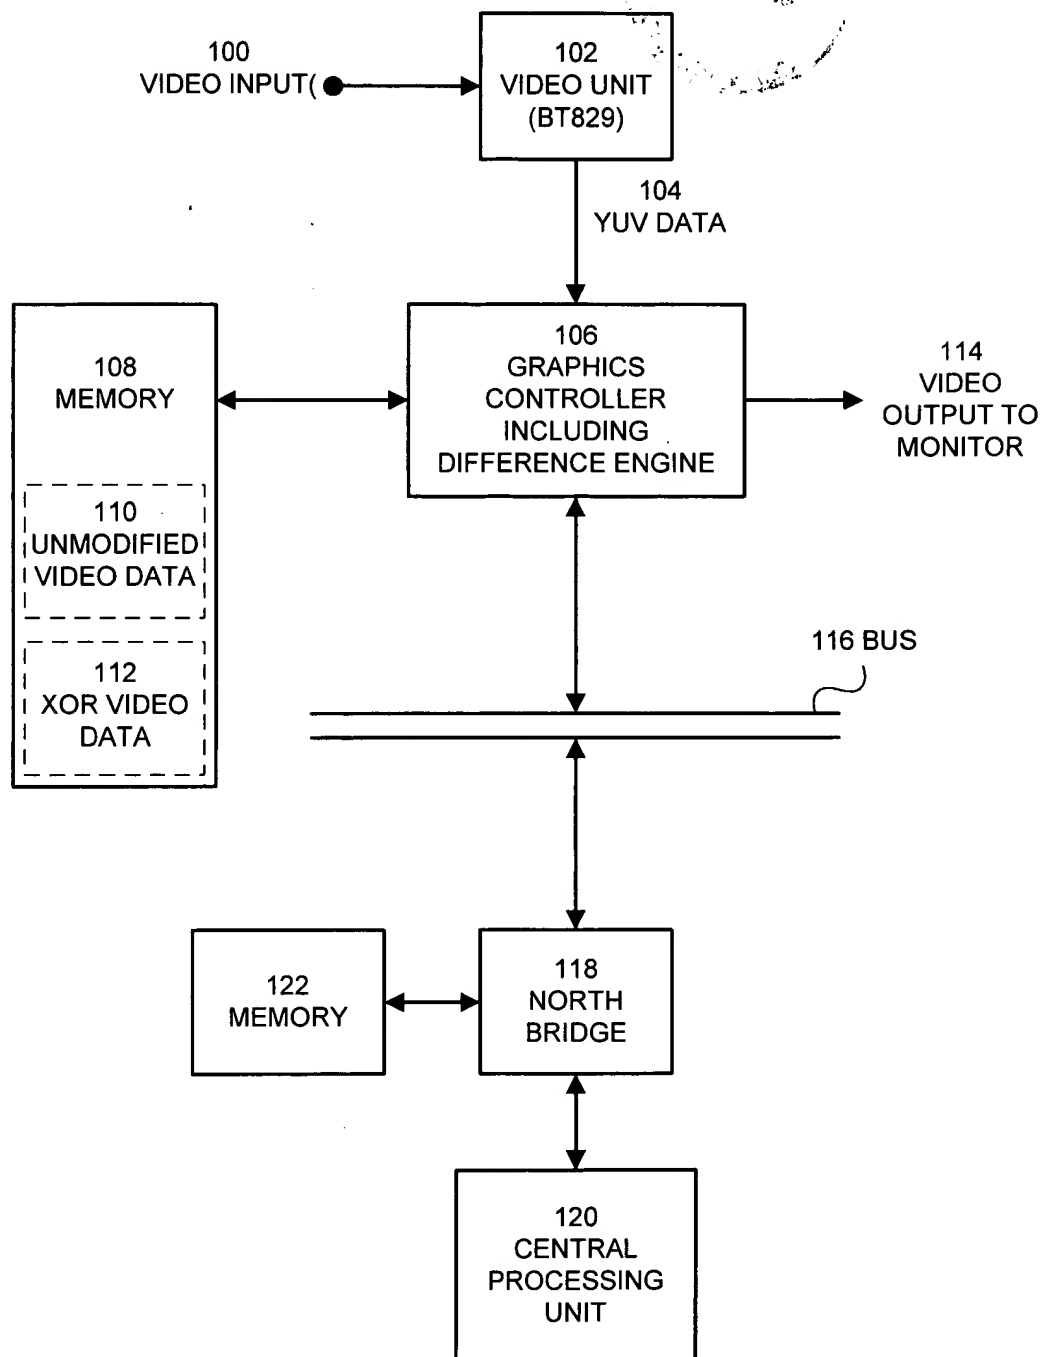 100
VIDEO INPUT(
102
VIDEO UNIT
(BT829)
104
YUV DATA
106
GRAPHICS
CONTROLLER
INCLUDING
DIFFERENCE ENGINE
108
MEMORY
110
UNMODIFIED
VIDEO DATA
112
XOR VIDEO
DATA
114
VIDEO
OUTPUT TO
MONITOR
116 BUS
118
NORTH
BRIDGE
122
MEMORY
120
CENTRAL
PROCESSING
UNIT